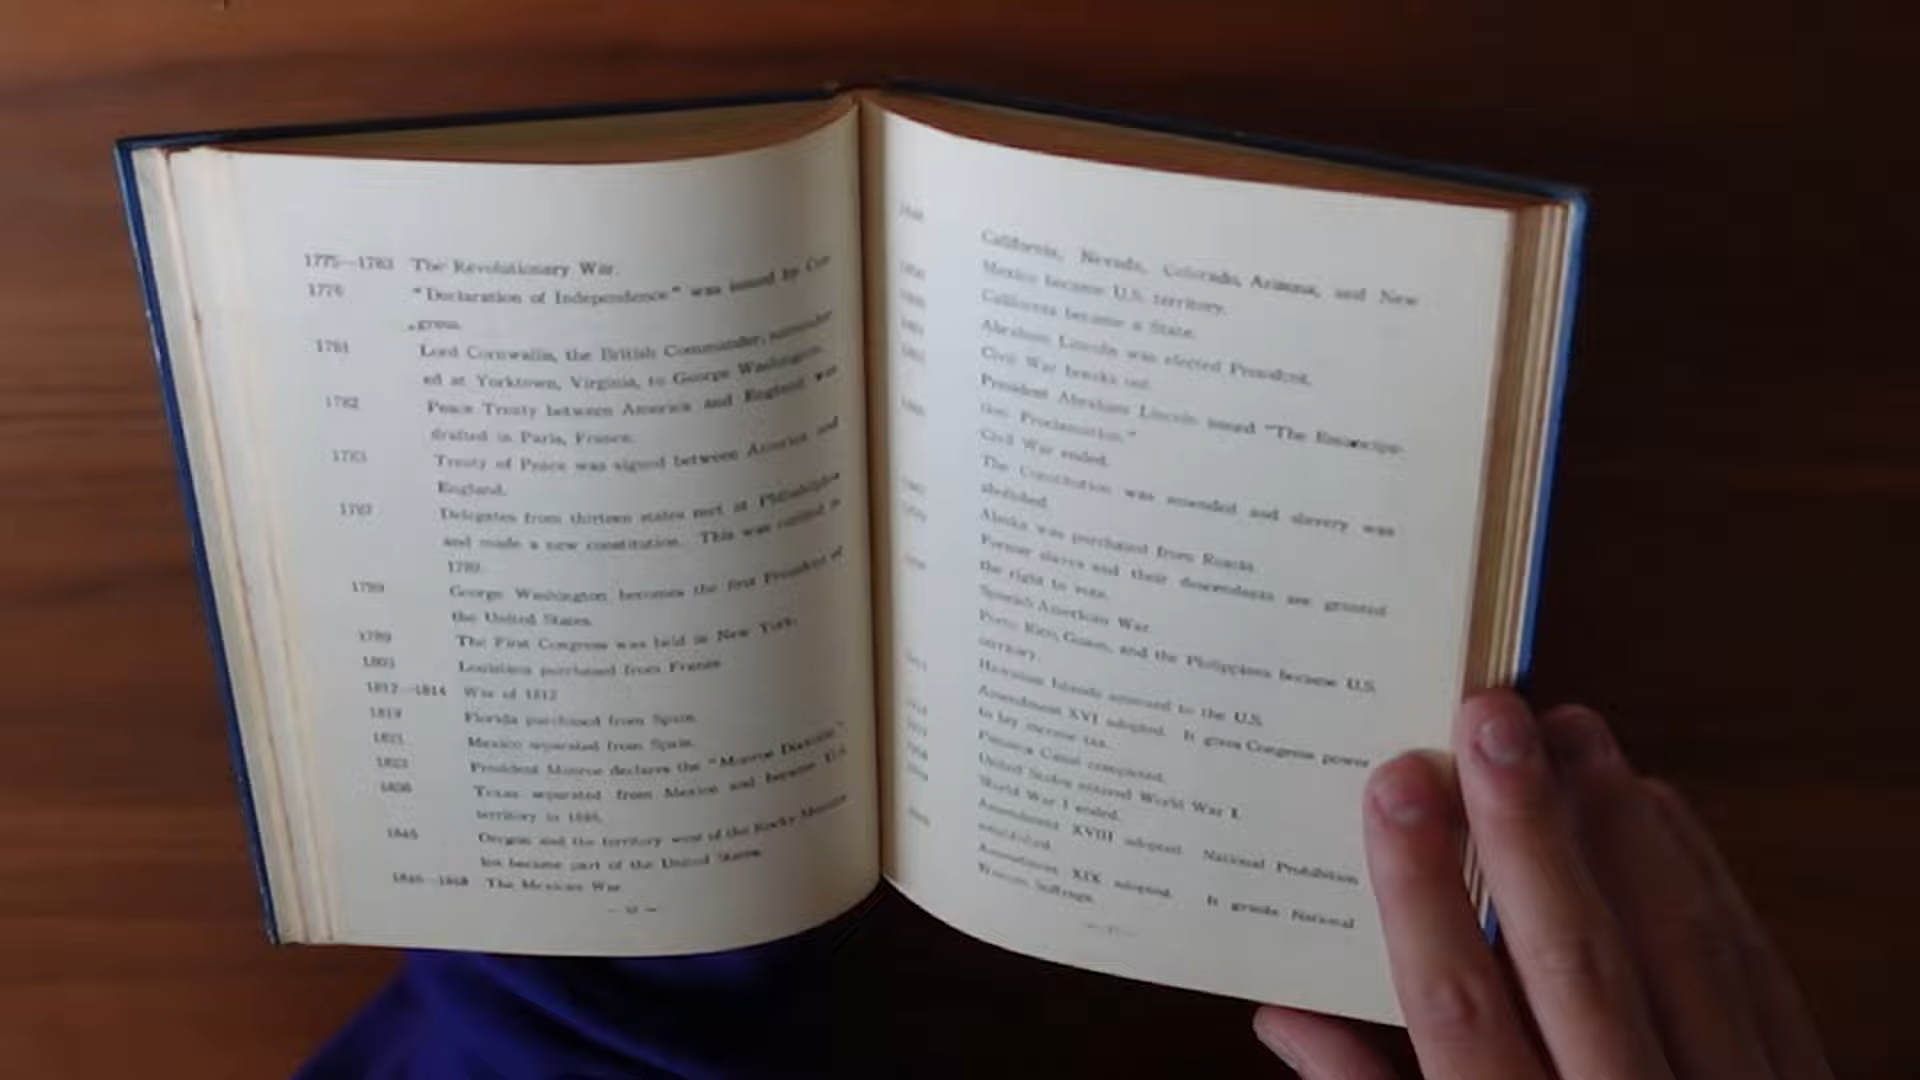 1775—1783 The Revolutionary War.
1776 "Declaration of Independence" was issued by Con-
gress.
1781 Lord Cornwallis, the British Commander, surrender-
ed at Yorktown, Virginia, to George Washington.
1782 Peace Treaty between America and England was
drafted in Paris, France.
1783 Treaty of Peace was signed between America and
England.
1787 Delegates from thirteen states met at Philadelphia
and made a new constitution. This was ratified in
1789.
1789 George Washington becomes the first President of
the United States.
1789 The First Congress was held in New York.
1803 Louisiana purchased from France
1812—1814 War of 1812
1819 Florida purchased from Spain.
1821 Mexico separated from Spain.
1823 President Monroe declares the "Monroe Doctrine."
1836 Texas separated from Mexico and became U.S.
territory in 1845.
1846 Oregon and the territory west of the Rocky Mountains
became part of the United States.
The Mexican War.
California, Nevada, Colorado, Arizona, and New
Mexico became U.S. territory.
California became a State.
Abraham Lincoln was elected President.
Civil War breaks out.
President Abraham Lincoln issued "The Emancipa-
tion Proclamation."
Civil War ended.
The Constitution was amended and slavery was
abolished.
Alaska was purchased from Russia.
Former slaves and their descendants are granted
the right to vote.
Spanish American War.
Porto Rico, Guam, and the Philippines became U.S.
territory.
Hawaiian Islands annexed to the U.S.
Amendment XVI adopted. It gives Congress power
to lay income tax.
Panama Canal completed.
United States entered World War I.
World War I ended.
Amendment XVIII adopted. National Prohibition
established.
Amendment XIX adopted. It grants National
Woman Suffrage.